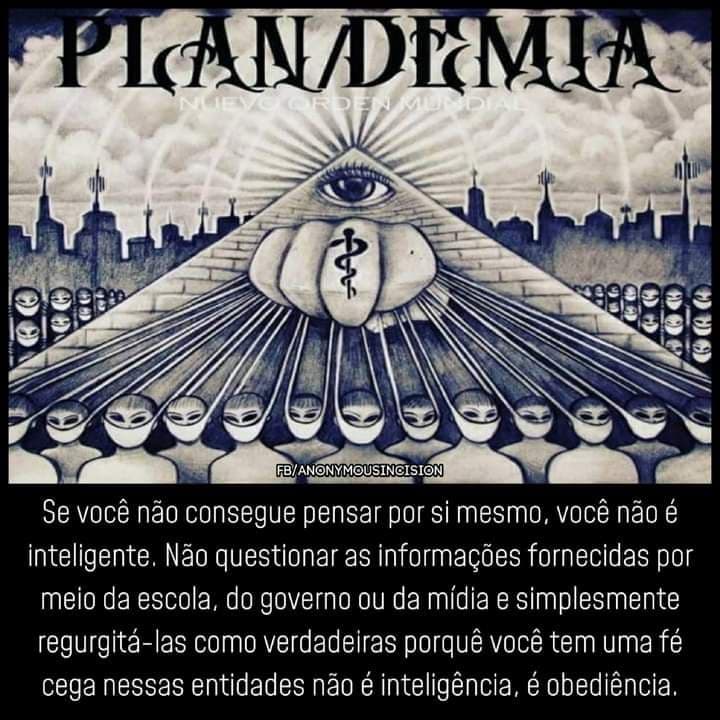 PLANDEMIA
NUEVO ORDEN MUNDIAL
FB/ANONYMOUSINCISION
Se você não consegue pensar por si mesmo, você não é
inteligente. Não questionar as informações fornecidas por
meio da escola, do governo ou da mídia e simplesmente
regurgitá-las como verdadeiras porquê você tem uma fé
cega nessas entidades não é inteligência, é obediência.